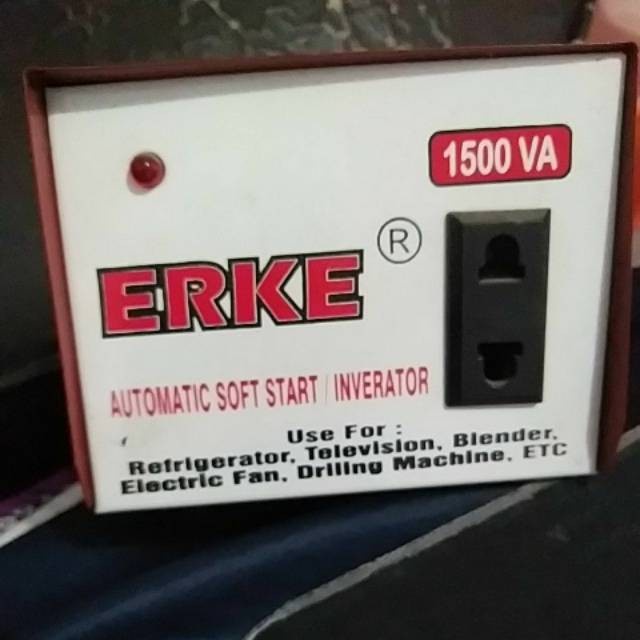 1500 VA
ERKE ®
AUTOMATIC SOFT START / INVERATOR
Use For :
Refrigerator, Television, Blender,
Electric Fan, Driling Machine, ETC